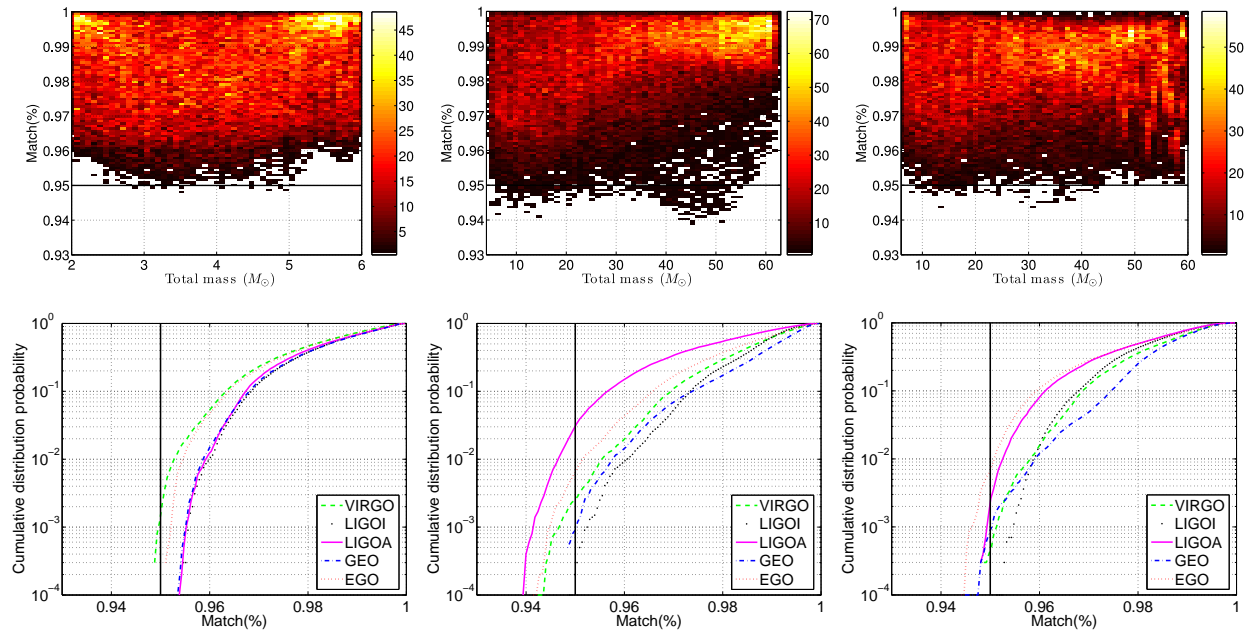 1
0.99
0.98
0.97
0.96
0.95
0.94
0.93
Match(%)
2 3 4 5 6
Total mass (M⊙)
45
40
35
30
25
20
15
10
5
1
0.99
0.98
0.97
0.96
0.95
0.94
0.93
Match(%)
10 20 30 40 50 60
Total mass (M⊙)
70
60
50
40
30
20
10
1
0.99
0.98
0.97
0.96
0.95
0.94
0.93
Match(%)
10 20 30 40 50 60
Total mass (M⊙)
50
40
30
20
10
10⁰
10⁻¹
10⁻²
10⁻³
10⁻⁴
Cumulative distribution probability
0.94 0.96 0.98 1
Match(%)
VIRGO
LIGOI
LIGOA
GEO
EGO
10⁰
10⁻¹
10⁻²
10⁻³
10⁻⁴
Cumulative distribution probability
0.94 0.96 0.98 1
Match(%)
VIRGO
LIGOI
LIGOA
GEO
EGO
10⁰
10⁻¹
10⁻²
10⁻³
10⁻⁴
Cumulative distribution probability
0.94 0.96 0.98 1
Match(%)
VIRGO
LIGOI
LIGOA
GEO
EGO